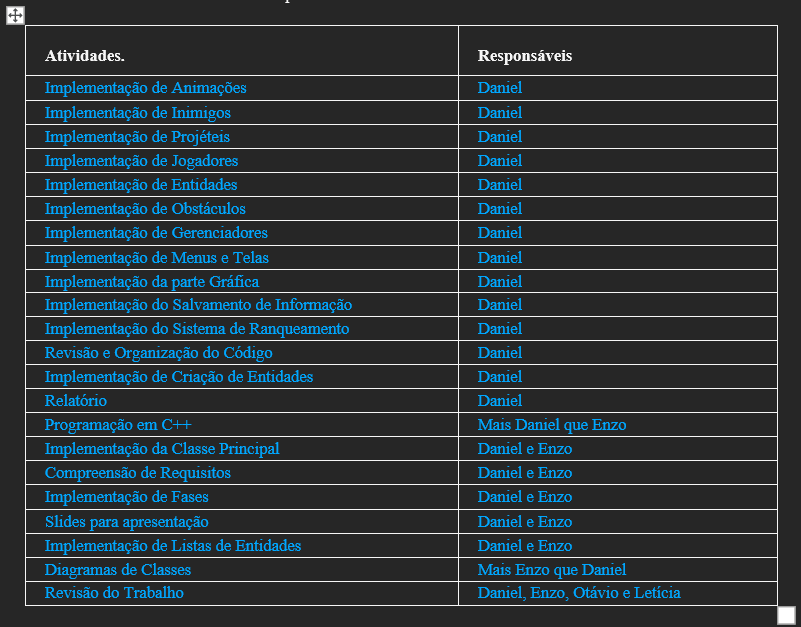 Atividades. Responsáveis
Implementação de Animações Daniel
Implementação de Inimigos Daniel
Implementação de Projéteis Daniel
Implementação de Jogadores Daniel
Implementação de Entidades Daniel
Implementação de Obstáculos Daniel
Implementação de Gerenciadores Daniel
Implementação de Menus e Telas Daniel
Implementação da parte Gráfica Daniel
Implementação do Salvamento de Informação Daniel
Implementação do Sistema de Ranqueamento Daniel
Revisão e Organização do Código Daniel
Implementação de Criação de Entidades Daniel
Relatório Daniel
Programação em C++ Mais Daniel que Enzo
Implementação da Classe Principal Daniel e Enzo
Compreensão de Requisitos Daniel e Enzo
Implementação de Fases Daniel e Enzo
Slides para apresentação Daniel e Enzo
Implementação de Listas de Entidades Daniel e Enzo
Diagramas de Classes Mais Enzo que Daniel
Revisão do Trabalho Daniel, Enzo, Otávio e Letícia